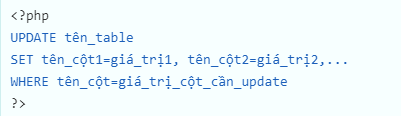 <?php
UPDATE tên_table
SET tên_cột1=giá_trị1, tên_cột2=giá_trị2,...
WHERE tên_cột=giá_trị_cột_cần_update
?>